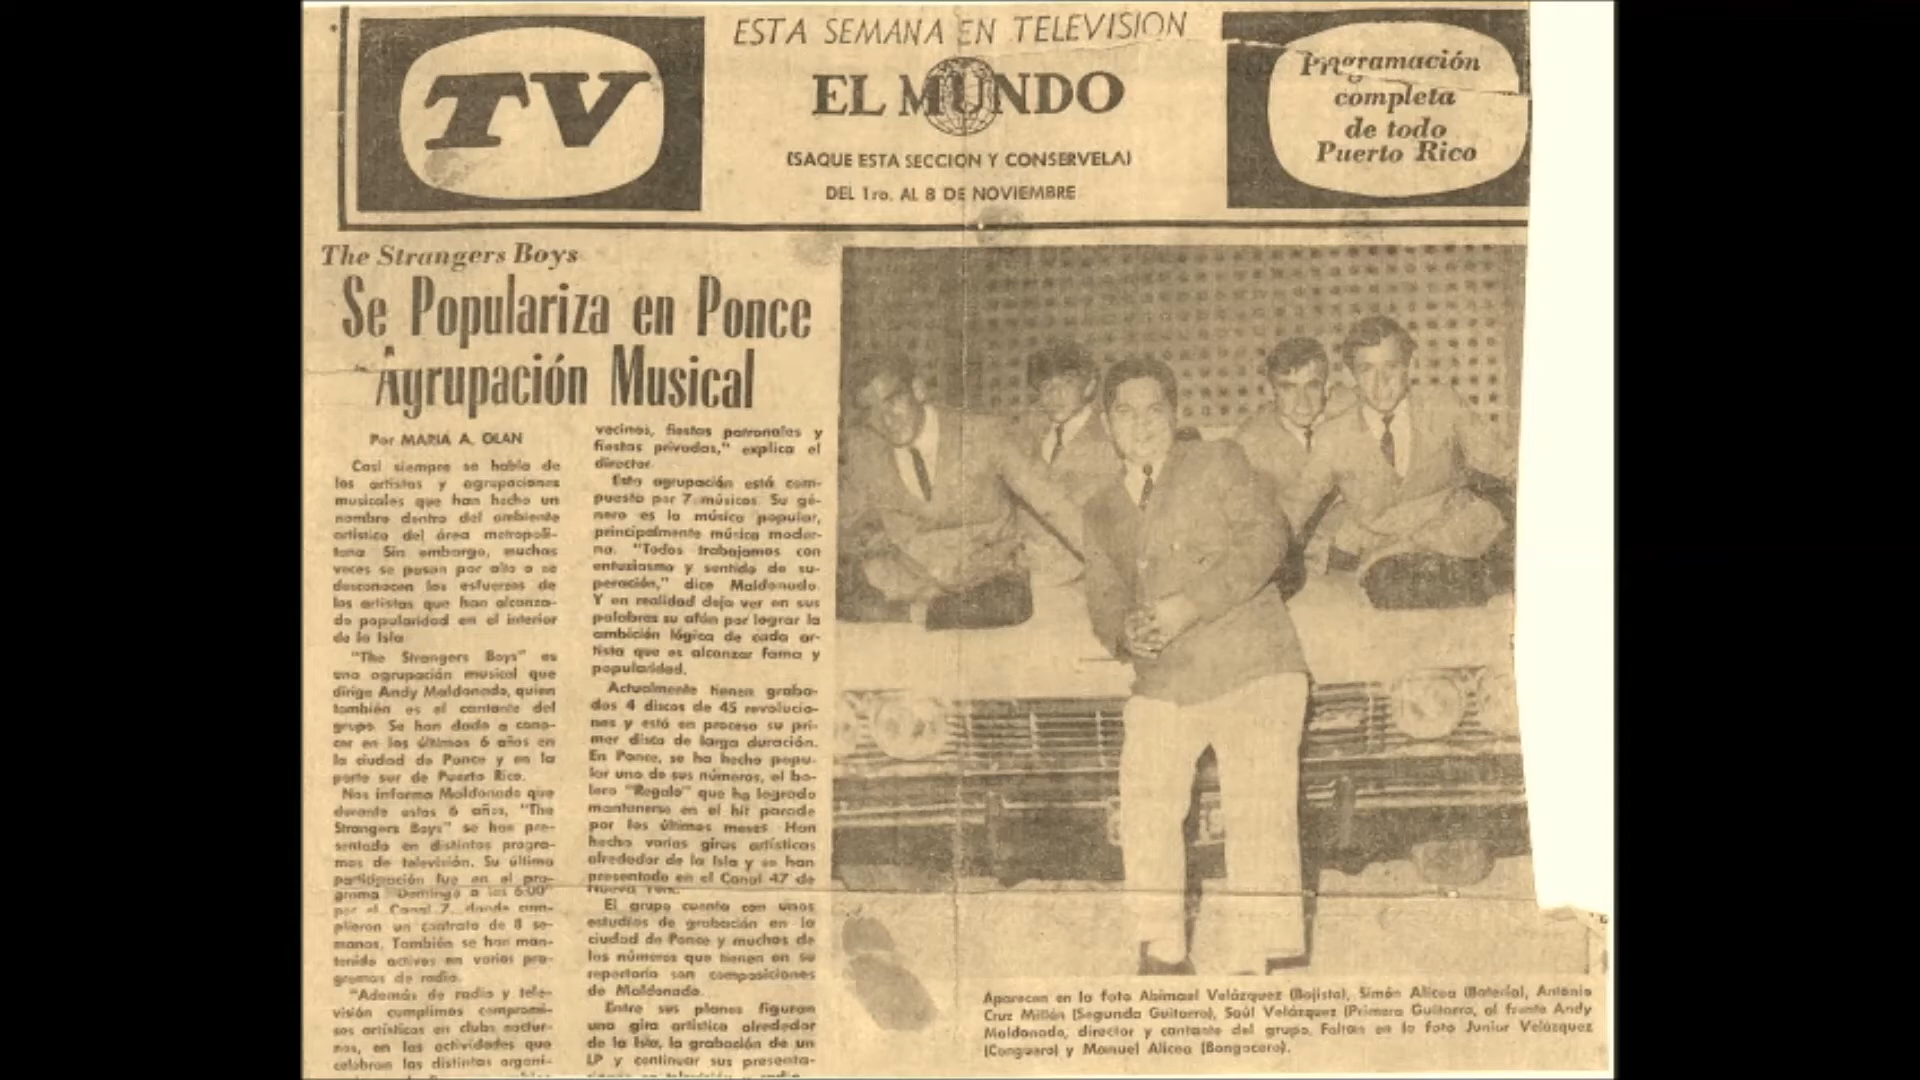 TV
ESTA SEMANA EN TELEVISION
EL MUNDO
(SAQUE ESTA SECCION Y CONSERVELA)
DEL 1ro. AL 8 DE NOVIEMBRE
Programación
completa
de todo
Puerto Rico
The Strangers Boys
Se Populariza en Ponce
Agrupación Musical
Por MARIA A. OLAN
Casi siempre se habla de
los artistas y agrupaciones
musicales que han hecho un
nombre dentro del ambiente
artístico del área metropoli-
tana. Sin embargo, muchas
veces se pasan por alto o se
desconocen los esfuerzos de
los artistas que han alcanza-
do popularidad en el interior
de la Isla.
"The Strangers Boys" es
una agrupación musical que
dirige Andy Maldonado, quien
también es el cantante del
grupo. Se han dado a cono-
cer en los últimos 6 años en
la ciudad de Ponce y en la
parte sur de Puerto Rico.
Nos informa Maldonado que
durante estos 6 años, "The
Strangers Boys" se han pre-
sentado en distintos progra-
mas de televisión. Su última
participación fue en el pro-
grama "Domingo a las 6:00"
por el Canal 7, donde cum-
plieron un contrato de 8 se-
manas. También se han man-
tenido activos en varios pro-
gramas de radio.
"Además de radio y tele-
visión cumplimos compromi-
sos artísticos en clubs noctur-
nos, en las actividades que
celebran las distintas organi-
vecinos, fiestas patronales y
fiestas privadas," explica el
director.
Esta agrupación está com-
puesta por 7 músicos. Su gé-
nero es la música popular,
principalmente música moder-
na. "Todos trabajamos con
entusiasmo y sentido de su-
peración," dice Maldonado.
Y en realidad deja ver en sus
palabras su afán por lograr la
ambición lógica de cada ar-
tista que es alcanzar fama y
popularidad.
Actualmente tienen graba-
dos 4 discos de 45 revolucio-
nes y está en proceso su pri-
mer disco de larga duración.
En Ponce, se ha hecho popu-
lar uno de sus números, el bo-
lero "Regalo" que ha logrado
mantenerse en el hit parade
por los últimos meses. Han
hecho varias giras artísticas
alrededor de la Isla y se han
presentado en el Canal 47 de
Nueva York.
El grupo cuenta con unos
estudios de grabación en la
ciudad de Ponce y muchos de
los números que tienen en su
repertorio son composiciones
de Maldonado.
Entre sus planes figuran
una gira artística alrededor
de la Isla, la grabación de un
LP y continuar sus presenta-
Aparecen en la foto Abimael Velázquez (Bajista), Simón Alicea (Batería), Antonio
Cruz Millán (Segunda Guitarra), Saúl Velázquez (Primera Guitarra, al frente Andy
Maldonado, director y cantante del grupo. Faltan en la foto Junior Velázquez
(Conguero) y Manuel Alicea (Bongocero).